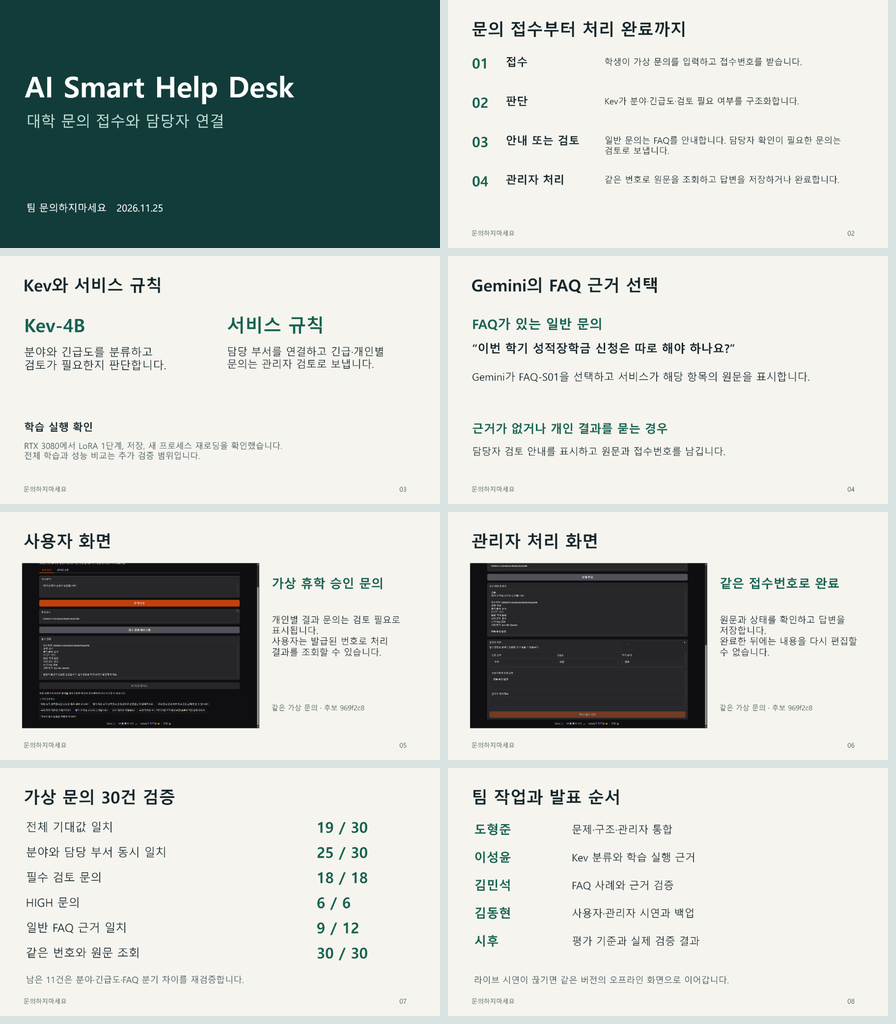 AI Smart Help Desk
대학 문의 접수와 담당자 연결
팀 문의하지마세요 2026.11.25
문의 접수부터 처리 완료까지
01 접수 학생이 가상 문의를 입력하고 접수번호를 받습니다.
02 판단 Kev가 분야·긴급도·검토 필요 여부를 구조화합니다.
03 안내 또는 검토 일반 문의는 FAQ를 안내합니다. 담당자 확인이 필요한 문의는
검토로 보냅니다.
04 관리자 처리 같은 번호로 원문을 조회하고 답변을 저장하거나 완료합니다.
문의하지마세요 02
Kev와 서비스 규칙
Kev-4B
분야와 긴급도를 분류하고
검토가 필요한지 판단합니다.
서비스 규칙
담당 부서를 연결하고 긴급·개인별
문의는 관리자 검토로 보냅니다.
학습 실행 확인
RTX 3080에서 LoRA 1단계, 저장, 새 프로세스 재로딩을 확인했습니다.
전체 학습과 성능 비교는 추가 검증 범위입니다.
문의하지마세요 03
Gemini의 FAQ 근거 선택
FAQ가 있는 일반 문의
“이번 학기 성적장학금 신청은 따로 해야 하나요?”
Gemini가 FAQ-S01을 선택하고 서비스가 해당 항목의 원문을 표시합니다.
근거가 없거나 개인 결과를 묻는 경우
담당자 검토 안내를 표시하고 원문과 접수번호를 남깁니다.
문의하지마세요 04
사용자 화면
가상 휴학 승인 문의
개인별 결과 문의는 검토 필요로
표시됩니다.
사용자는 발급된 번호로 처리
결과를 조회할 수 있습니다.
같은 가상 문의 · 후보 969f2c8
문의하지마세요 05
관리자 처리 화면
같은 접수번호로 완료
원문과 상태를 확인하고 답변을
저장합니다.
완료한 뒤에는 내용을 다시 편집할
수 없습니다.
같은 가상 문의 · 후보 969f2c8
문의하지마세요 06
가상 문의 30건 검증
전체 기대값 일치 19 / 30
분야와 담당 부서 동시 일치 25 / 30
필수 검토 문의 18 / 18
HIGH 문의 6 / 6
일반 FAQ 근거 일치 9 / 12
같은 번호와 원문 조회 30 / 30
남은 11건은 분야·긴급도·FAQ 분기 차이를 재검증합니다.
문의하지마세요 07
팀 작업과 발표 순서
도형준 문제·구조·관리자 통합
이성윤 Kev 분류와 학습 실행 근거
김민석 FAQ 사례와 근거 검증
김동현 사용자·관리자 시연과 백업
시후 평가 기준과 실제 검증 결과
라이브 시연이 끊기면 같은 버전의 오프라인 화면으로 이어갑니다.
문의하지마세요 08